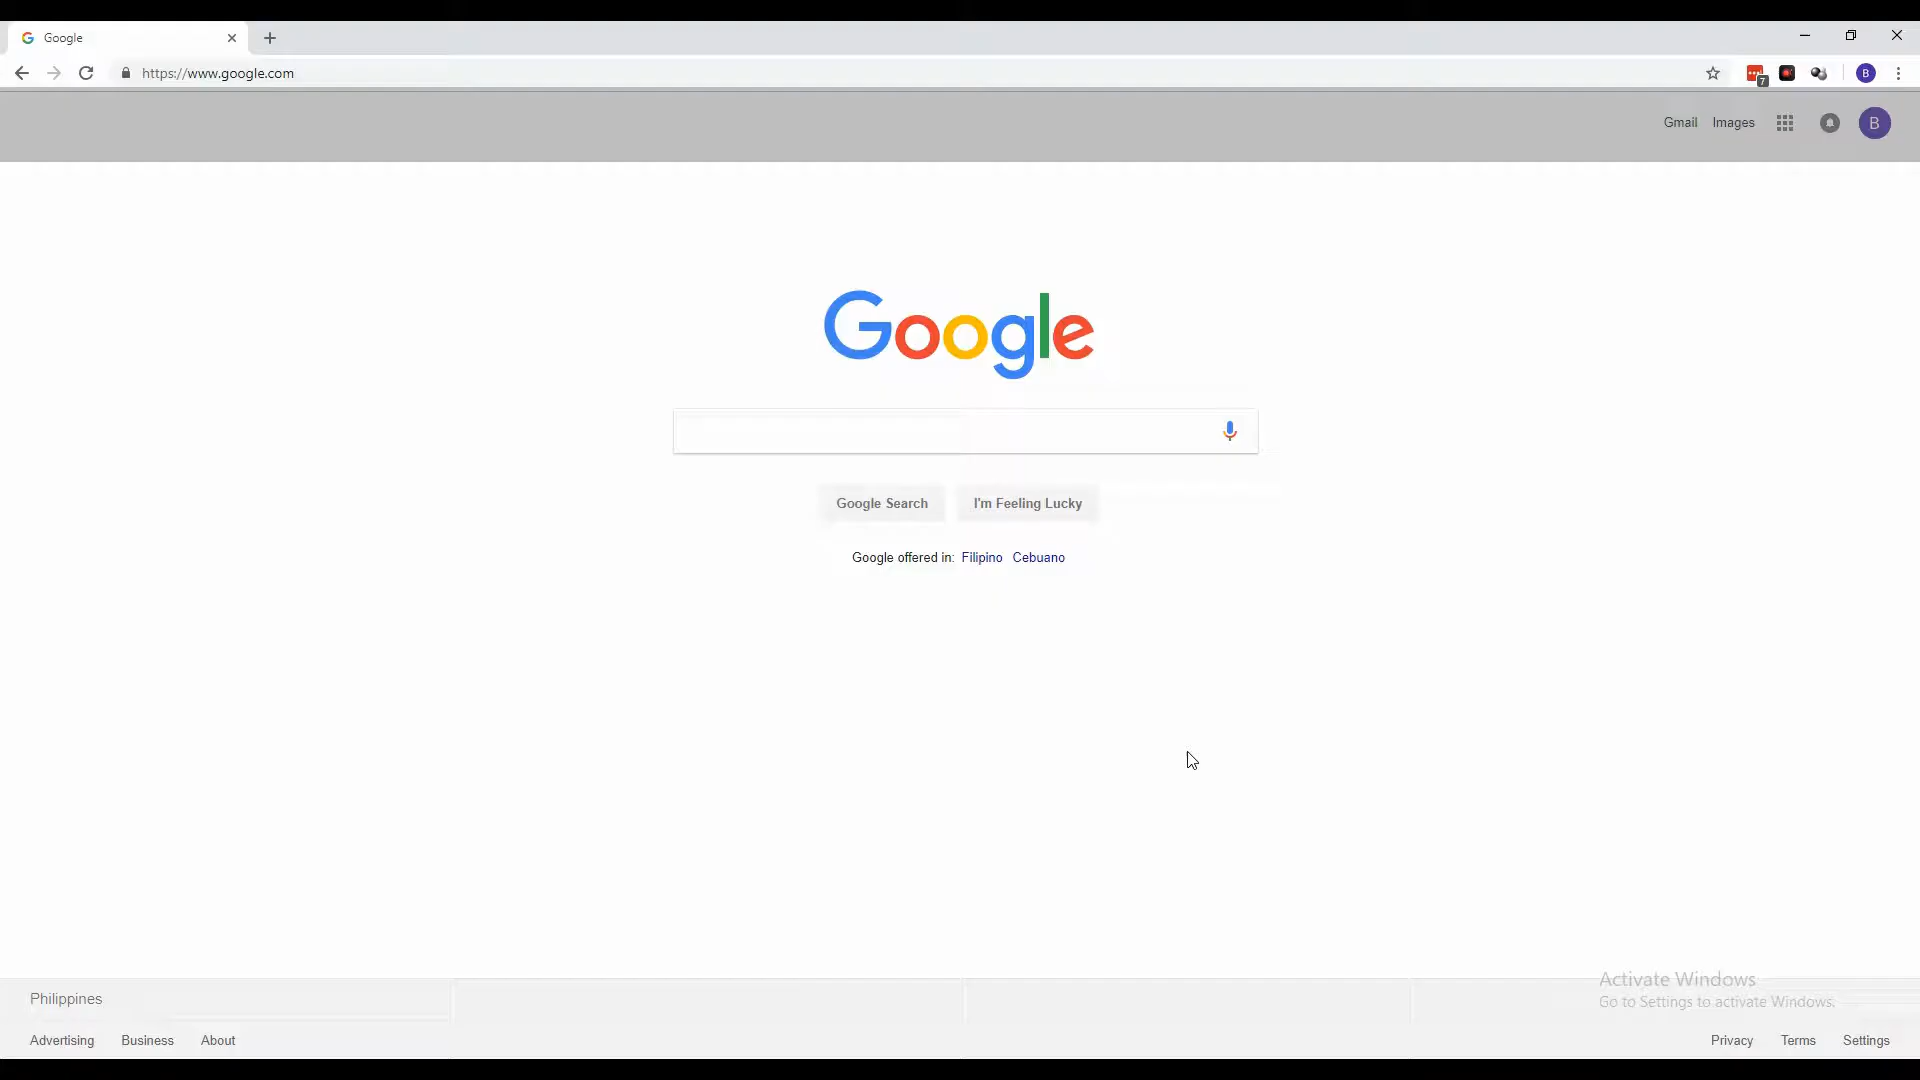 Google
https://www.google.com
7
B
Gmail Images
B
Google
Google Search I'm Feeling Lucky
Google offered in: Filipino Cebuano
Activate Windows
Go to Settings to activate Windows.
Philippines
Advertising Business About
Privacy Terms Settings